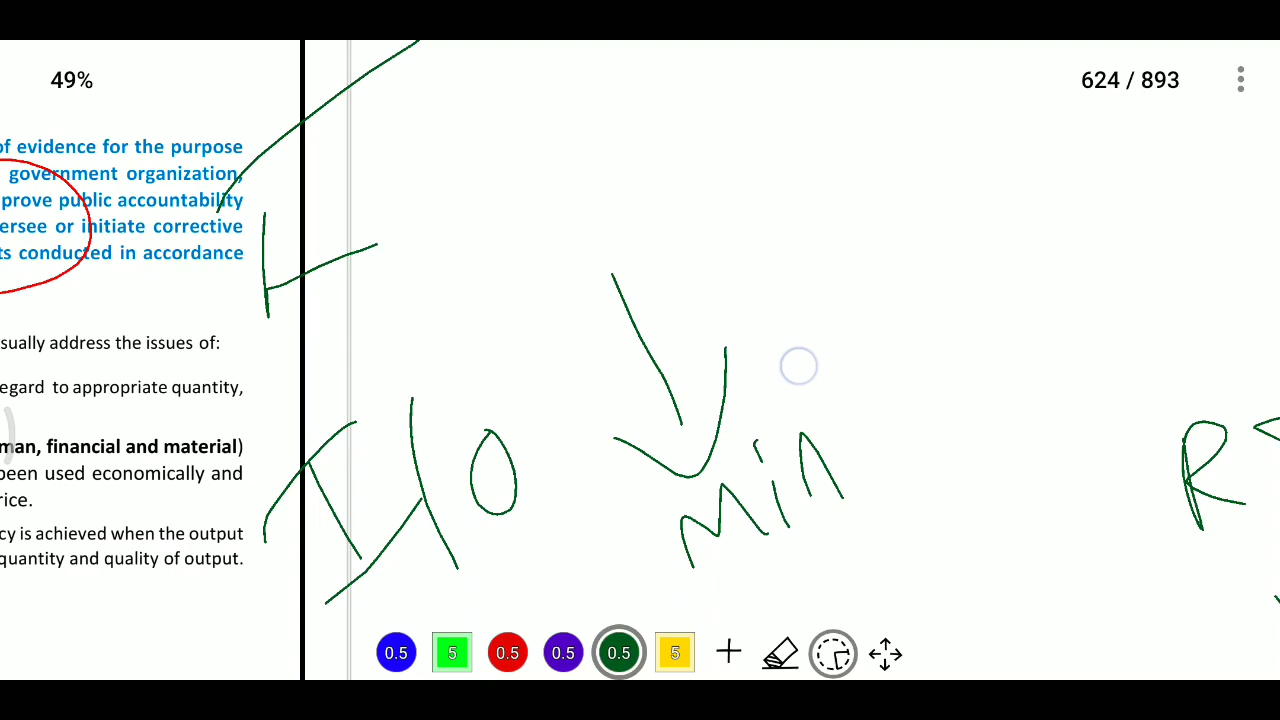 49%
624 / 893
of evidence for the purpose
government organization,
prove public accountability
ersee or initiate corrective
ts conducted in accordance
sually address the issues of:
egard to appropriate quantity,
man, financial and material)
been used economically and
rice.
cy is achieved when the output
quantity and quality of output.
I/O
Min
R
0.5 5 0.5 0.5 0.5 5